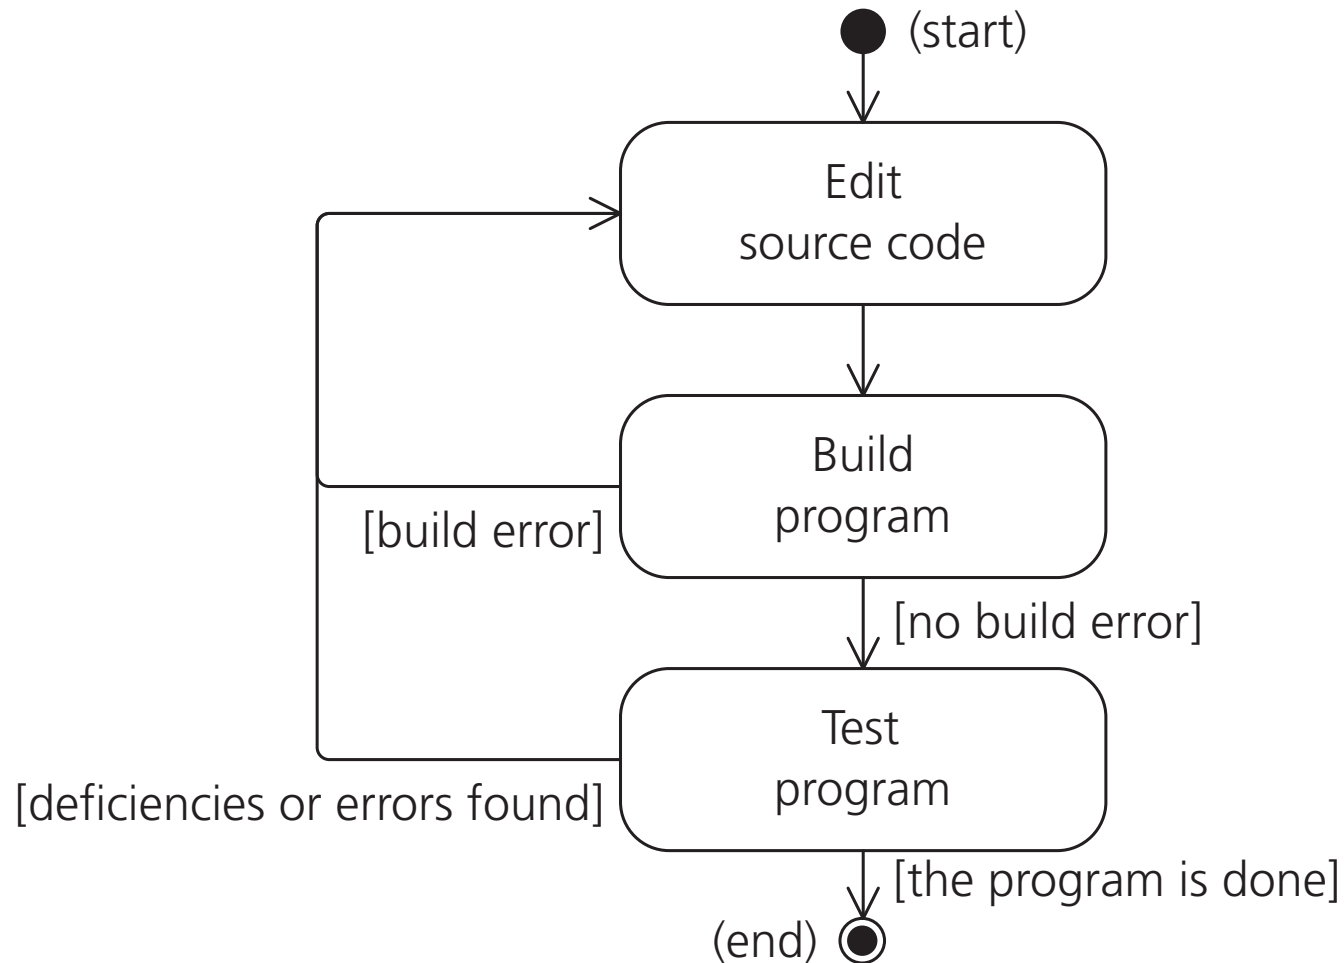 (start)
Edit
source code
Build
program
[build error]
[no build error]
Test
program
[deficiencies or errors found]
[the program is done]
(end)